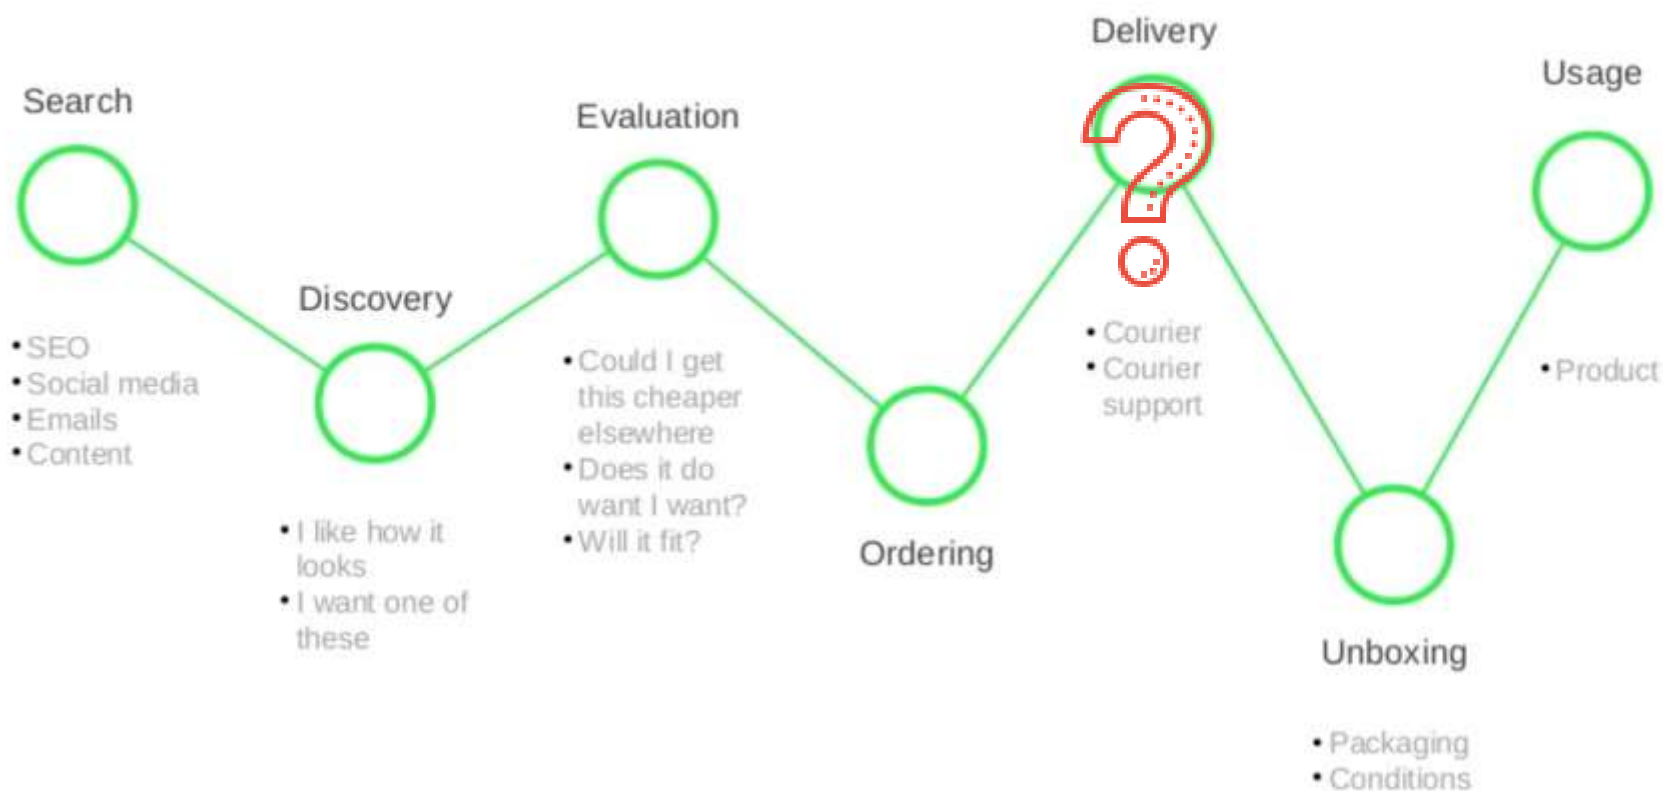 Search
• SEO
• Social media
• Emails
• Content
Discovery
• I like how it
looks
• I want one of
these
Evaluation
• Could I get
this cheaper
elsewhere
• Does it do
want I want?
• Will it fit?
Ordering
Delivery
?
• Courier
• Courier
support
Unboxing
• Packaging
• Conditions
Usage
• Product